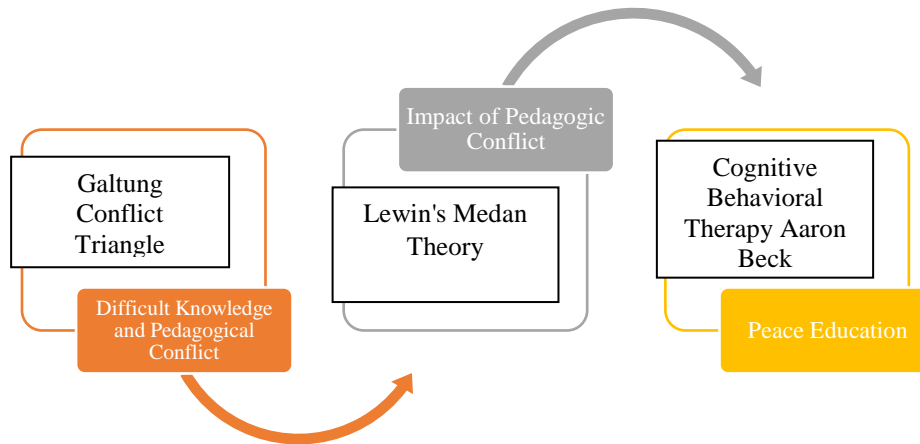 Galtung
Conflict
Triangle
Difficult Knowledge
and Pedagogical
Conflict
Impact of Pedagogic
Conflict
Lewin's Medan
Theory
Cognitive
Behavioral
Therapy Aaron
Beck
Peace Education